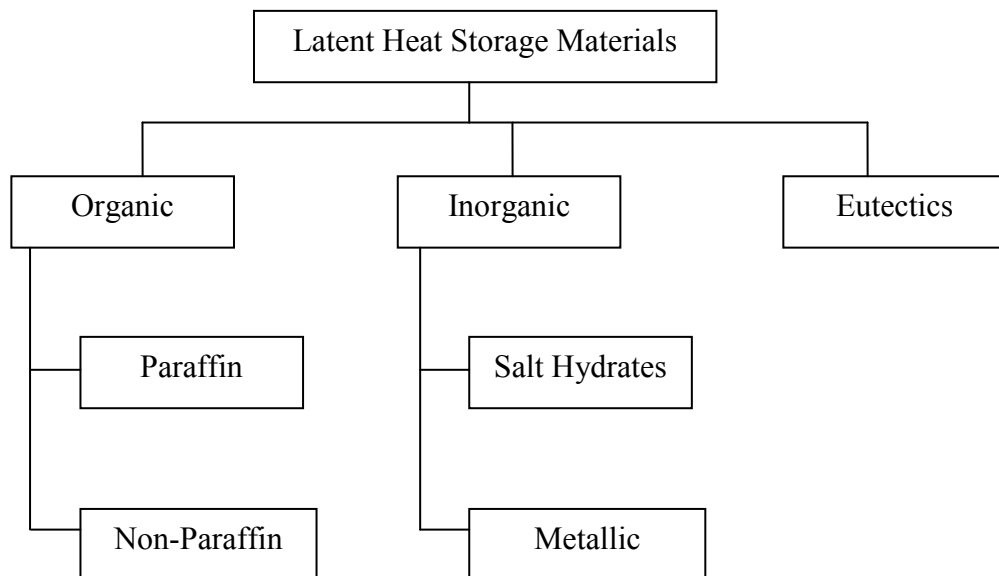 Latent Heat Storage Materials
Organic
Inorganic
Eutectics
Paraffin
Salt Hydrates
Non-Paraffin
Metallic